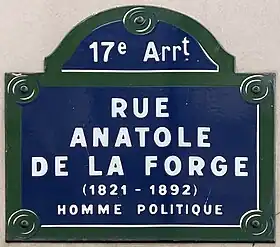 17e Arrt
RUE
ANATOLE
DE LA FORGE
(1821 - 1892)
HOMME POLITIQUE